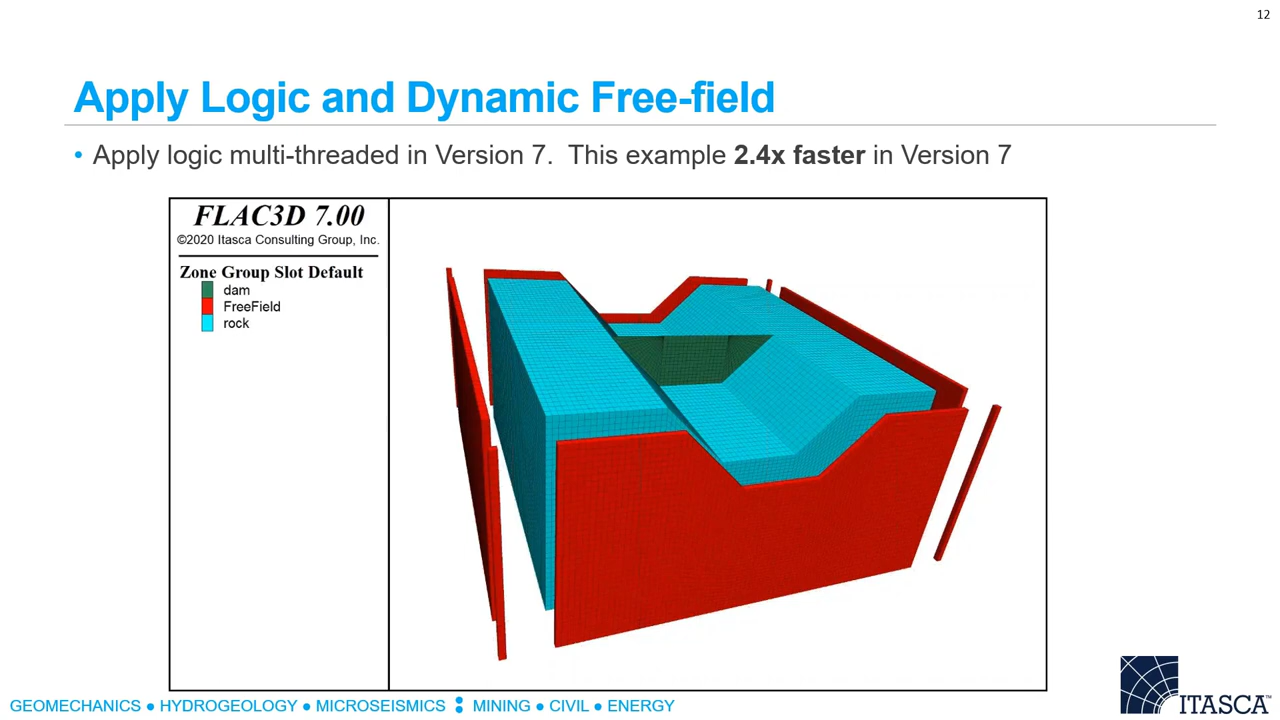 12
Apply Logic and Dynamic Free-field
• Apply logic multi-threaded in Version 7.  This example 2.4x faster in Version 7
FLAC3D 7.00
©2020 Itasca Consulting Group, Inc.
Zone Group Slot Default
dam
FreeField
rock
GEOMECHANICS ● HYDROGEOLOGY ● MICROSEISMICS ● ● MINING ● CIVIL ● ENERGY
ITASCA™